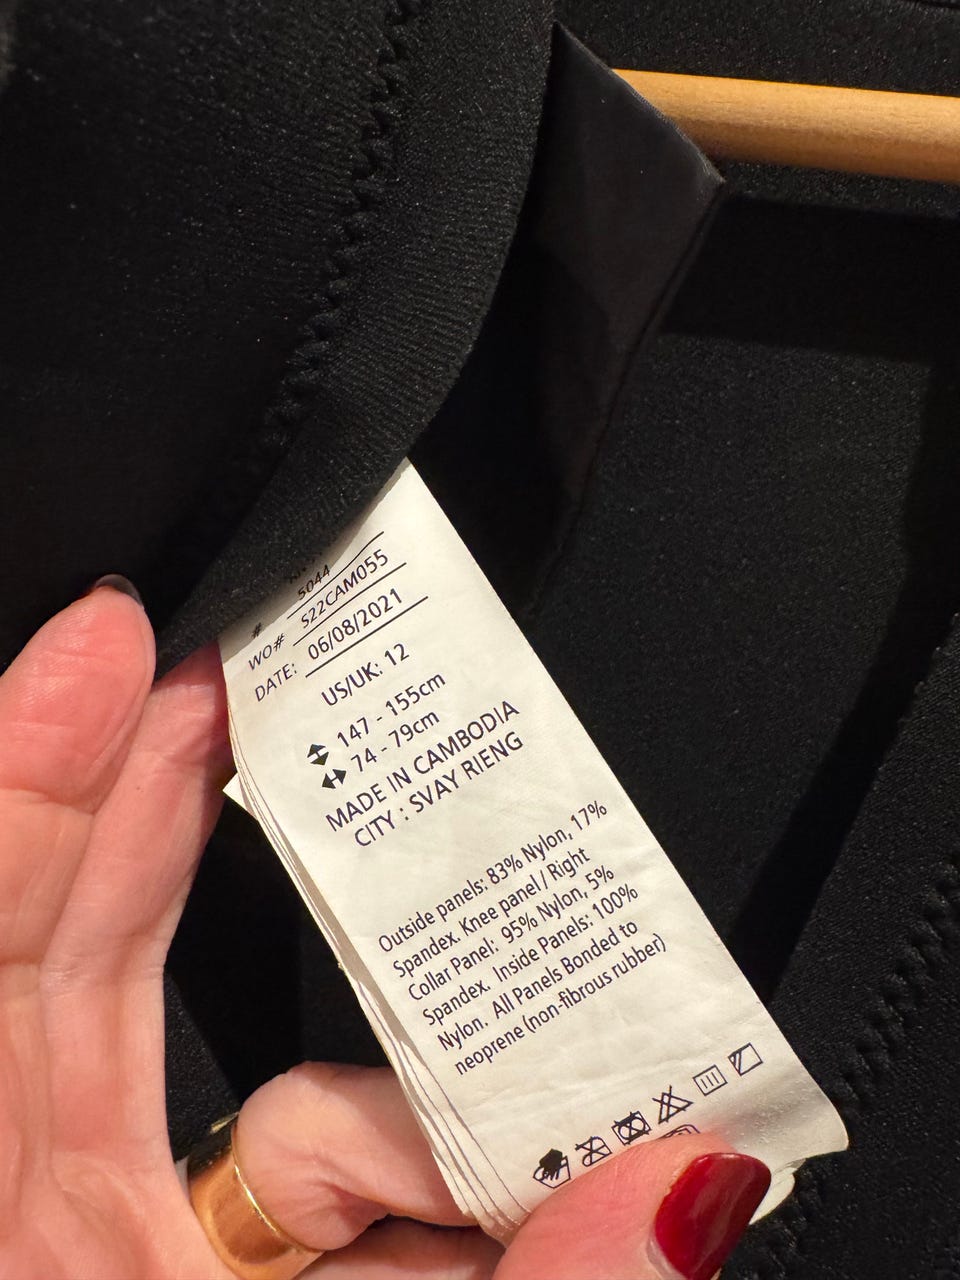 # 5044
WO# S22CAM055
DATE: 06/08/2021
US/UK: 12
147 - 155cm
74 - 79cm
MADE IN CAMBODIA
CITY : SVAY RIENG
Outside panels: 83% Nylon, 17%
Spandex. Knee panel / Right
Collar Panel: 95% Nylon, 5%
Spandex. Inside Panels: 100%
Nylon. All Panels Bonded to
neoprene (non-fibrous rubber)